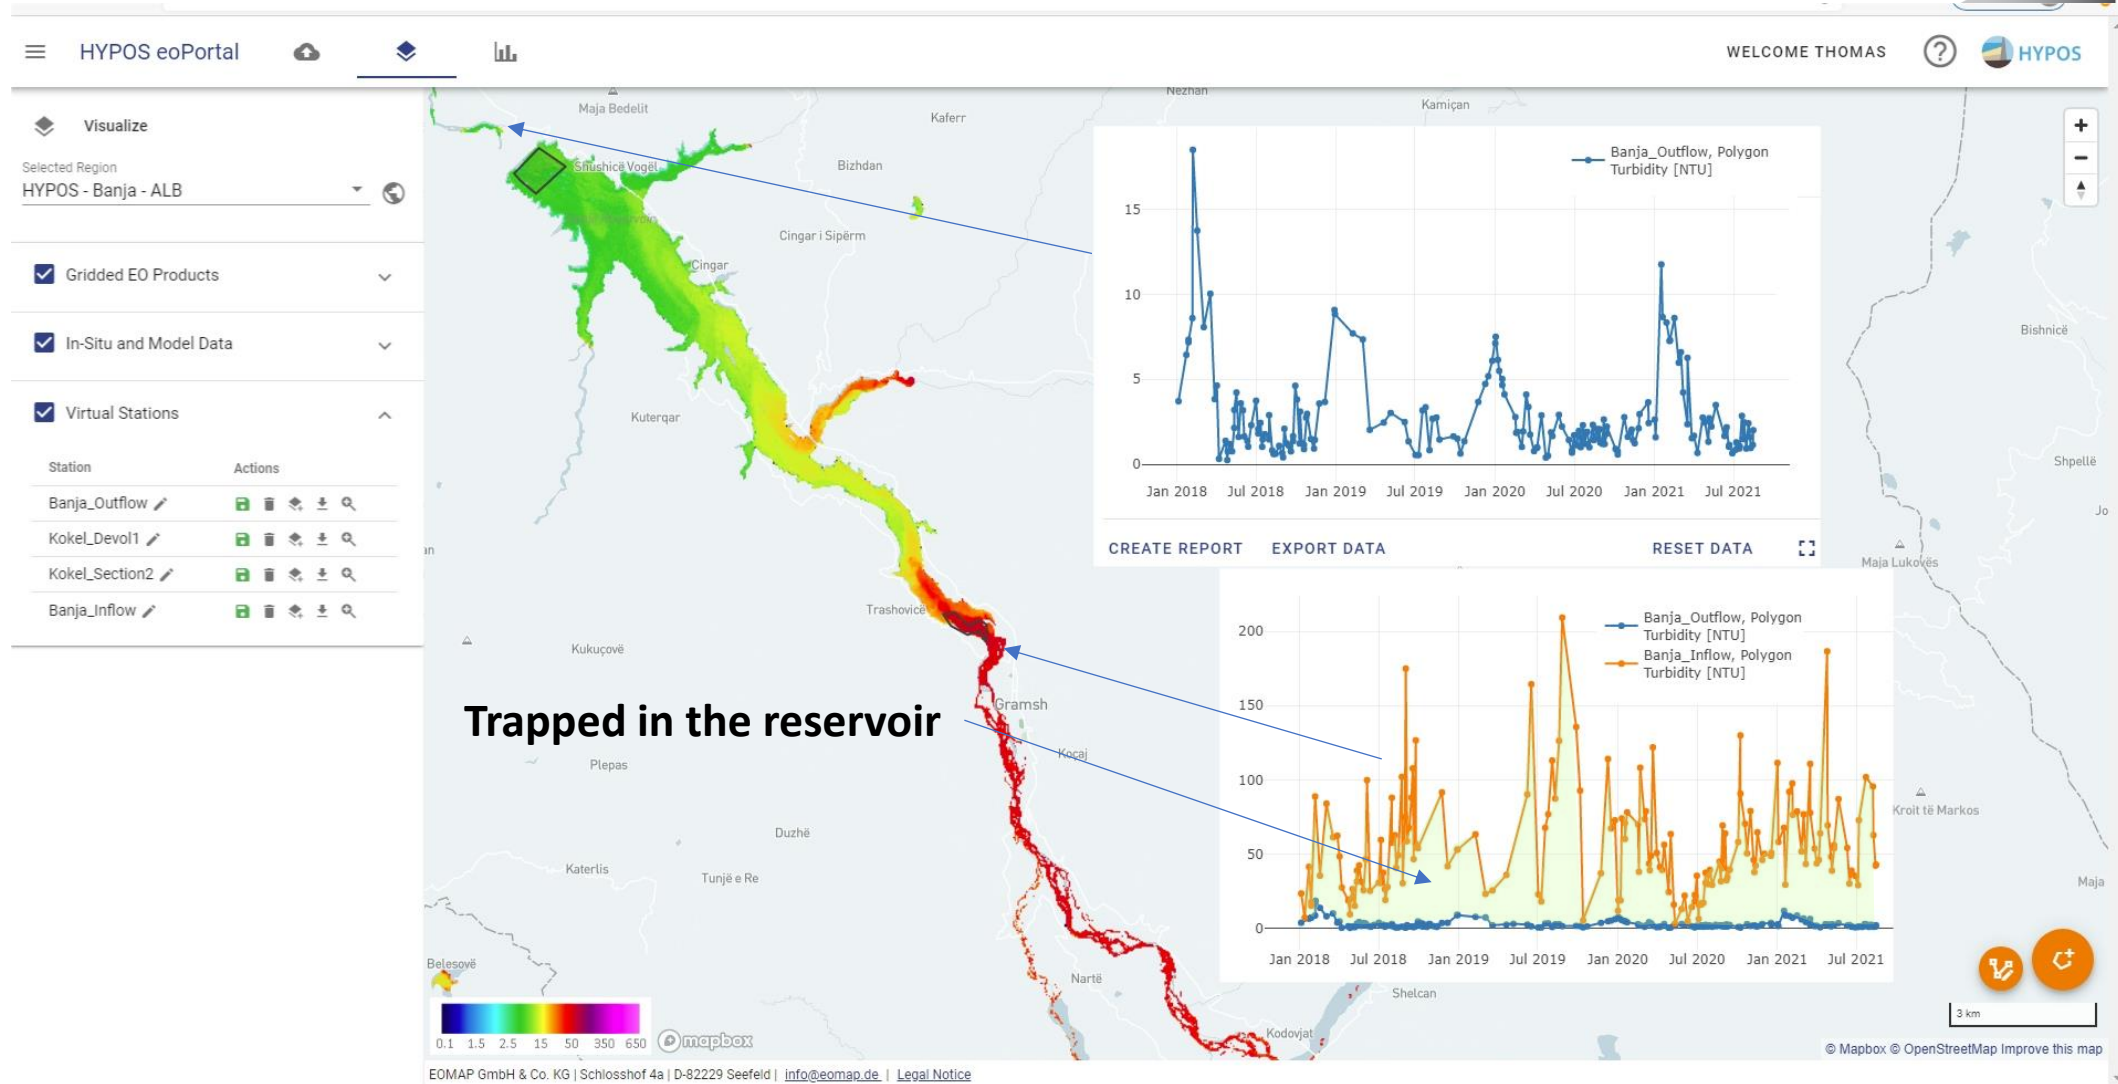 HYPOS eoPortal
WELCOME THOMAS
?
HYPOS
Visualize
Selected Region
HYPOS - Banja - ALB
Gridded EO Products
In-Situ and Model Data
Virtual Stations
Station Actions
Banja_Outflow
Kokel_Devol1
Kokel_Section2
Banja_Inflow
Maja Bedelit
Kaferr
Nezhan
Kamiçan
Shushicë Vogël
Bizhdan
Cingar i Sipërm
Cingar
Kuterqar
Trashovicë
Kukuçovë
Gramsh
Trapped in the reservoir
Koçaj
Plepas
Duzhë
Katerlis
Tunjë e Re
Belesovë
Nartë
Shelcan
Kodovjat
Bishnicë
Shpellë
Jo
Maja Lukovës
Kroit të Markos
Maja
an
Banja_Outflow, Polygon
Turbidity [NTU]
15
10
5
0
Jan 2018 Jul 2018 Jan 2019 Jul 2019 Jan 2020 Jul 2020 Jan 2021 Jul 2021
CREATE REPORT EXPORT DATA RESET DATA
Banja_Outflow, Polygon
Turbidity [NTU]
Banja_Inflow, Polygon
Turbidity [NTU]
200
150
100
50
0
Jan 2018 Jul 2018 Jan 2019 Jul 2019 Jan 2020 Jul 2020 Jan 2021 Jul 2021
0.1 1.5 2.5 15 50 350 650
mapbox
3 km
© Mapbox © OpenStreetMap Improve this map
EOMAP GmbH & Co. KG | Schlosshof 4a | D-82229 Seefeld | info@eomap.de | Legal Notice